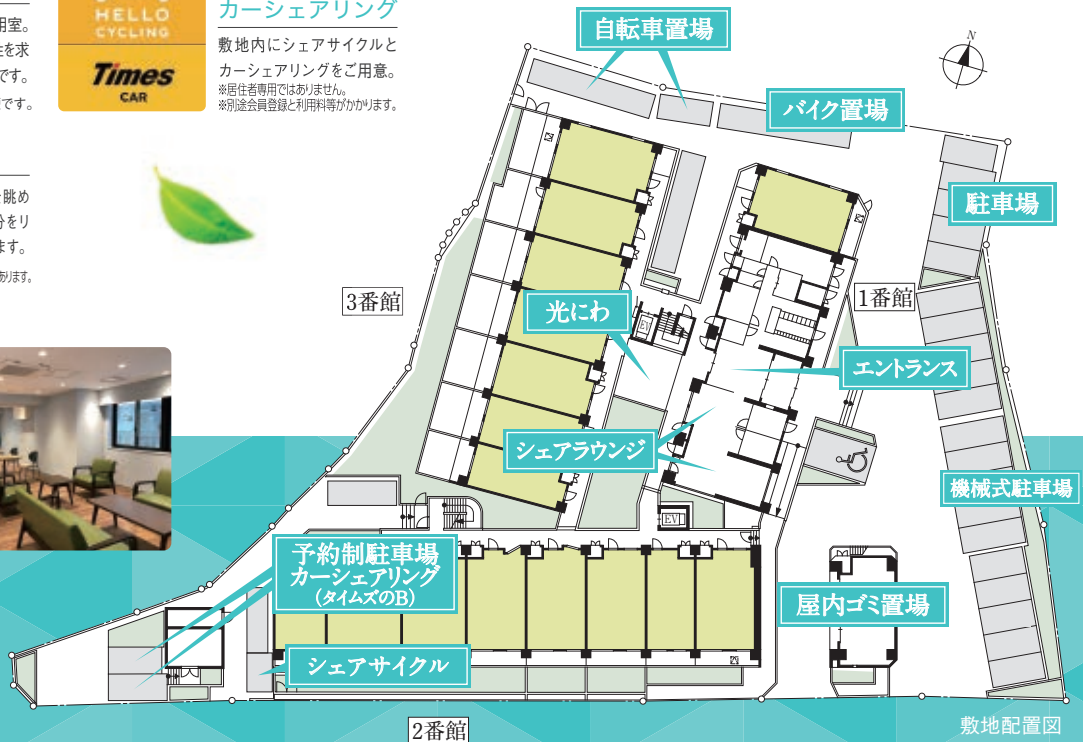 用室。
性を求
です。
です。
眺め
分をリ
ます。
あります。
HELLO
CYCLING
Times
CAR
カーシェアリング
敷地内にシェアサイクルと
カーシェアリングをご用意。
※居住者専用ではありません。
※別途会員登録と利用料等がかかります。
N
自転車置場
バイク置場
駐車場
3番館
1番館
光にわ
EV
エントランス
シェアラウンジ
機械式駐車場
EV
予約制駐車場
カーシェアリング
(タイムズのB)
屋内ゴミ置場
シェアサイクル
2番館
敷地配置図